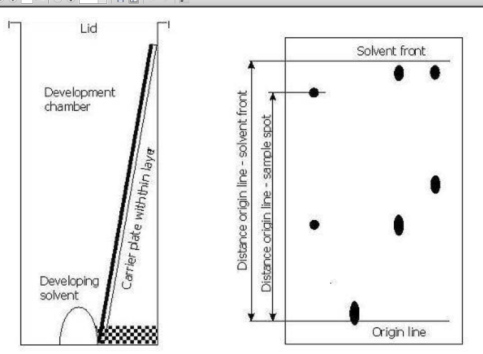 Lid
Development
chamber
Carrier plate with thin layer
Developing
solvent
Solvent front
Distance origin line - solvent front
Distance origin line - sample spot
Origin line